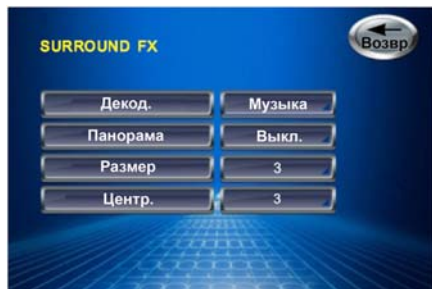 SURROUND FX
Возвр
Декод. Музыка
Панорама Выкл.
Размер 3
Центр. 3